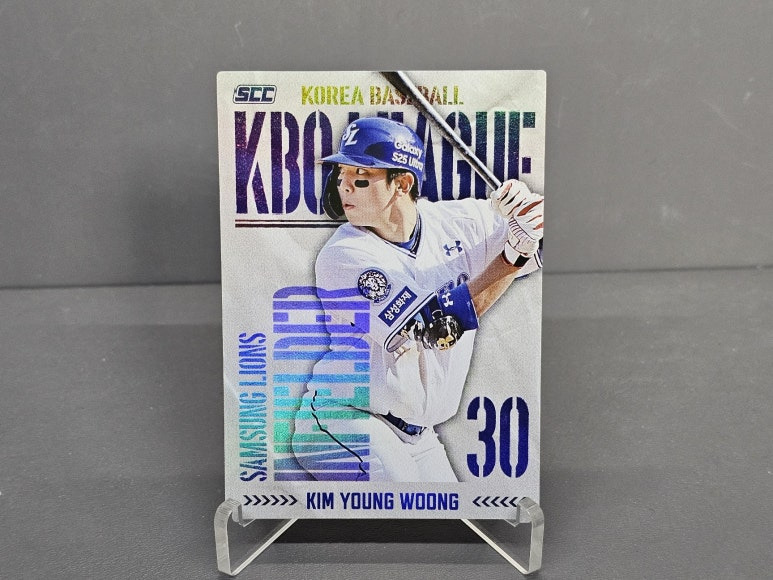 SCC
KOREA BASEBALL
KBO LEAGUE
SL
Galaxy
S25 Ultra
삼성화재
SAMSUNG LIONS
INFIELDER
30
KIM YOUNG WOONG